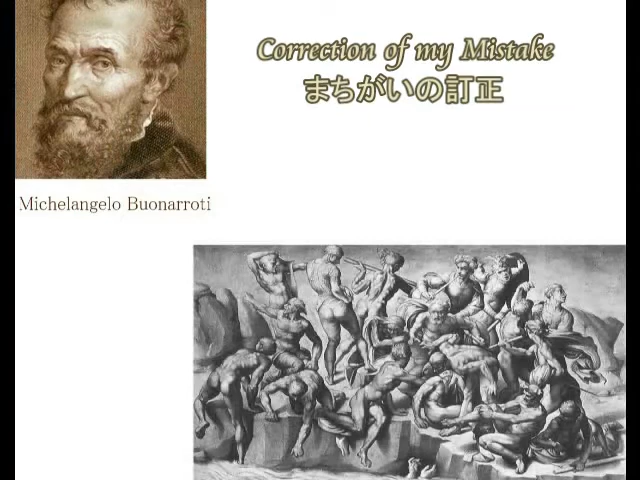 Correction of my Mistake
まちがいの訂正
Michelangelo Buonarroti